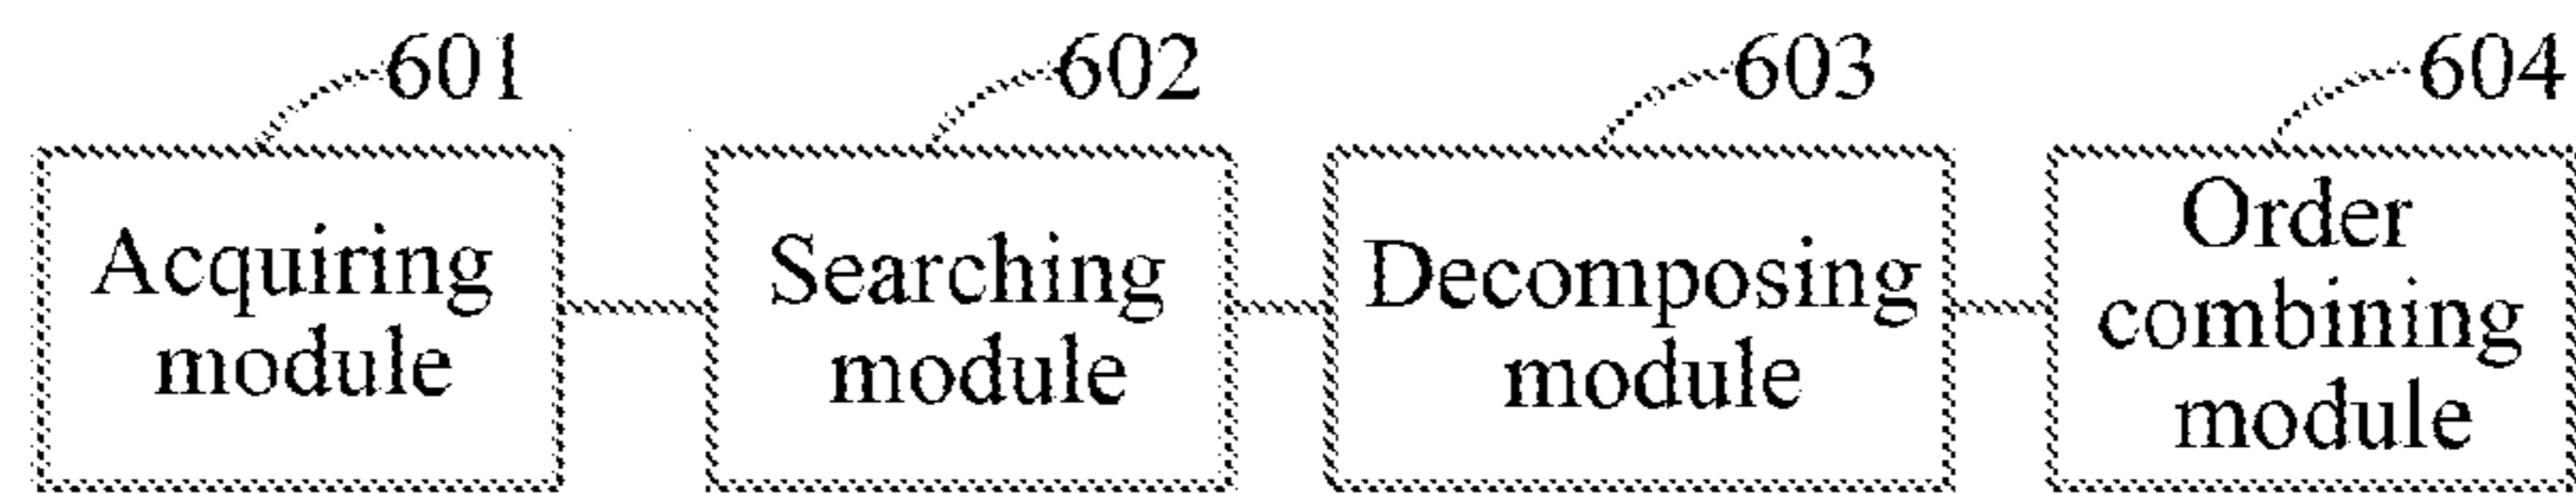 601
602
603
604
Acquiring
module
Searching
module
Decomposing
module
Order
combining
module